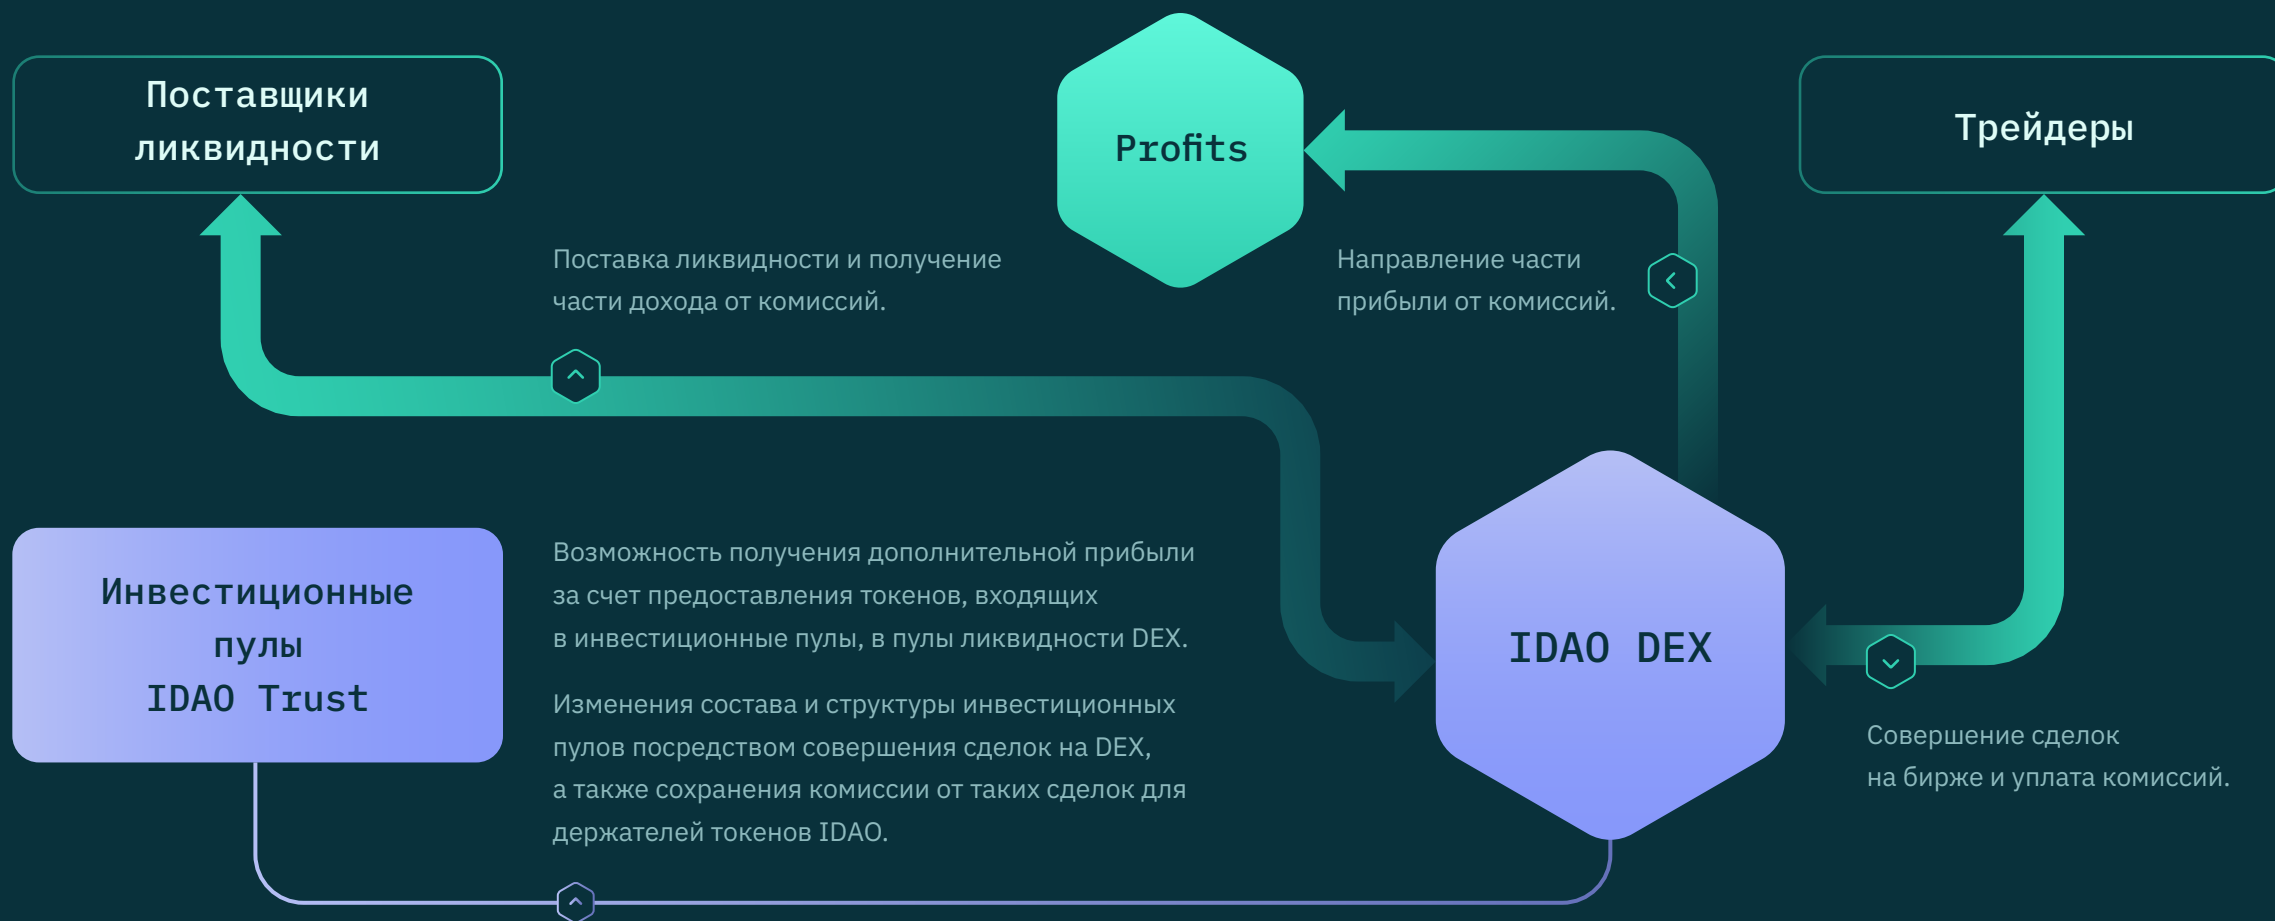 Поставщики
ликвидности
Profits
Трейдеры
Поставка ликвидности и получение
части дохода от комиссий.
Направление части
прибыли от комиссий.
Инвестиционные
пулы
IDAO Trust
Возможность получения дополнительной прибыли
за счет предоставления токенов, входящих
в инвестиционные пулы, в пулы ликвидности DEX.
Изменения состава и структуры инвестиционных
пулов посредством совершения сделок на DEX,
а также сохранения комиссии от таких сделок для
держателей токенов IDAO.
IDAO DEX
Совершение сделок
на бирже и уплата комиссий.